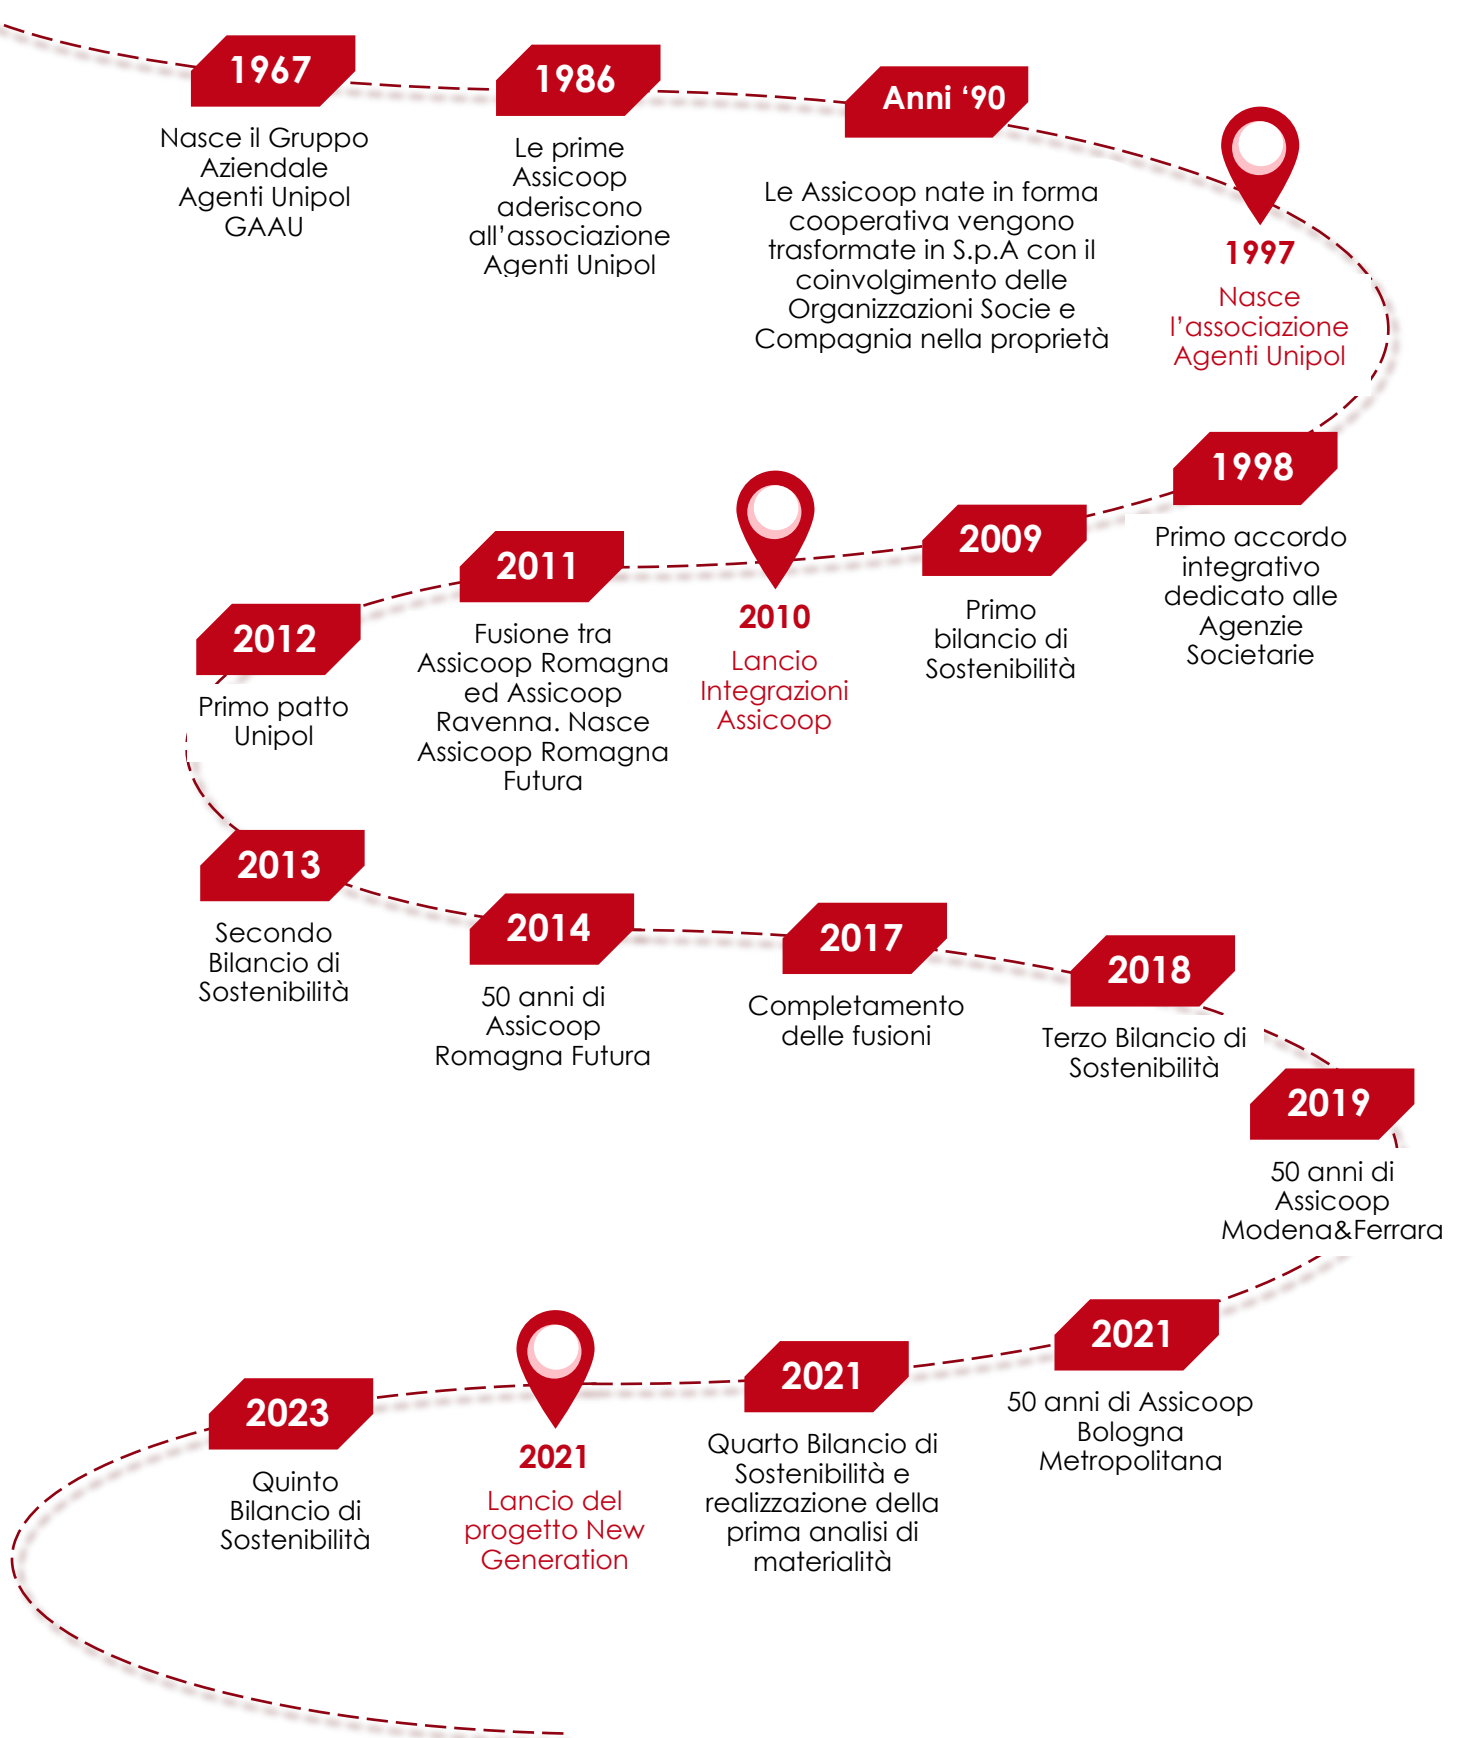 1967
Nasce il Gruppo
Aziendale
Agenti Unipol
GAAU
1986
Le prime
Assicoop
aderiscono
all’associazione
Agenti Unipol
Anni ‘90
Le Assicoop nate in forma
cooperativa vengono
trasformate in S.p.A con il
coinvolgimento delle
Organizzazioni Socie e
Compagnia nella proprietà
1997
Nasce
l’associazione
Agenti Unipol
1998
Primo accordo
integrativo
dedicato alle
Agenzie
Societarie
2009
Primo
bilancio di
Sostenibilità
2010
Lancio
Integrazioni
Assicoop
2011
Fusione tra
Assicoop Romagna
ed Assicoop
Ravenna. Nasce
Assicoop Romagna
Futura
2012
Primo patto
Unipol
2013
Secondo
Bilancio di
Sostenibilità
2014
50 anni di
Assicoop
Romagna Futura
2017
Completamento
delle fusioni
2018
Terzo Bilancio di
Sostenibilità
2019
50 anni di
Assicoop
Modena&Ferrara
2021
50 anni di Assicoop
Bologna
Metropolitana
2021
Quarto Bilancio di
Sostenibilità e
realizzazione della
prima analisi di
materialità
2021
Lancio del
progetto New
Generation
2023
Quinto
Bilancio di
Sostenibilità